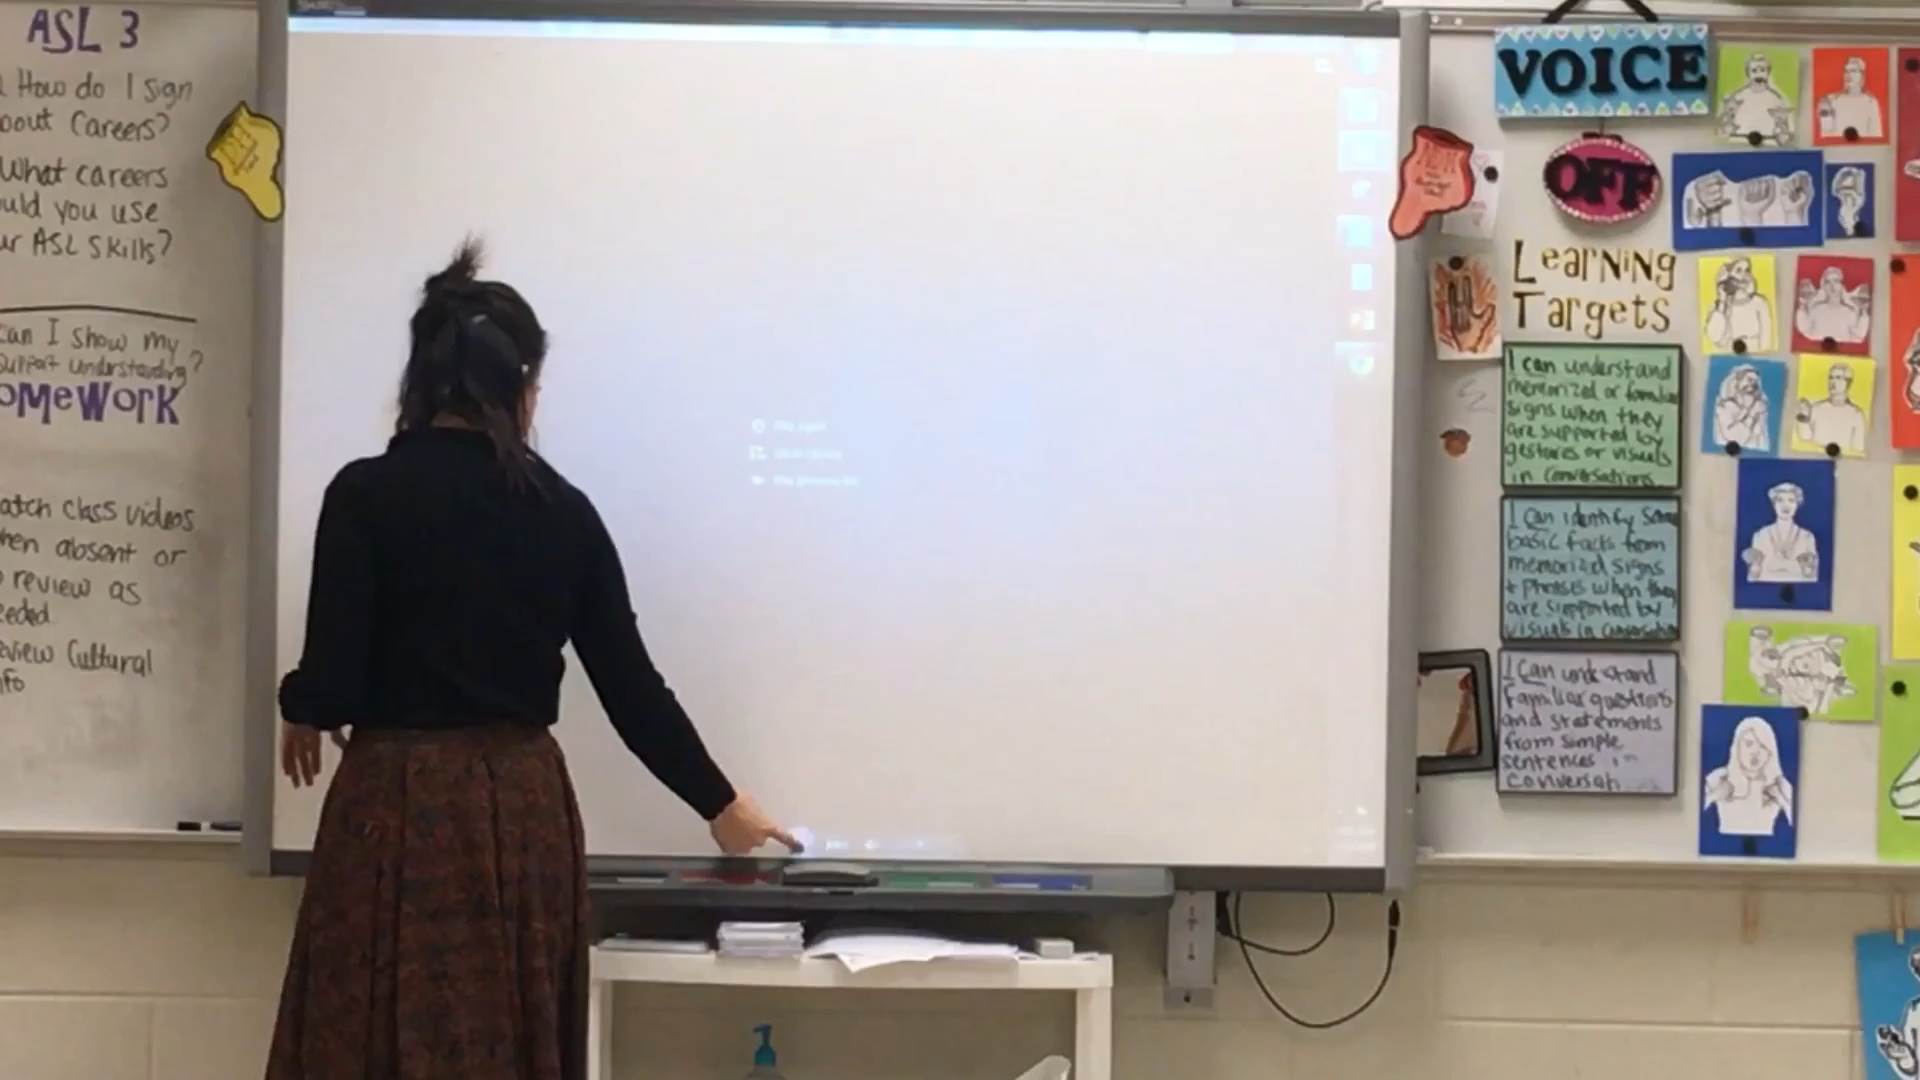 ASL 3
How do I sign
bout Careers?
What careers
ould you use
ur ASL Skills?
can I show my
support understanding?
omework
atch class videos
hen absent or
review as
eeded
eview Cultural
nfo
VOICE
OFF
Learning
Targets
I can understand
memorized or familiar
signs when they
are supported by
gestures or visuals
in conversations.
I can identify some
basic facts from
memorized signs
+ phrases when they
are supported by
visuals in conversation
I can understand
familiar questions
and statements
from simple
sentences in
conversati